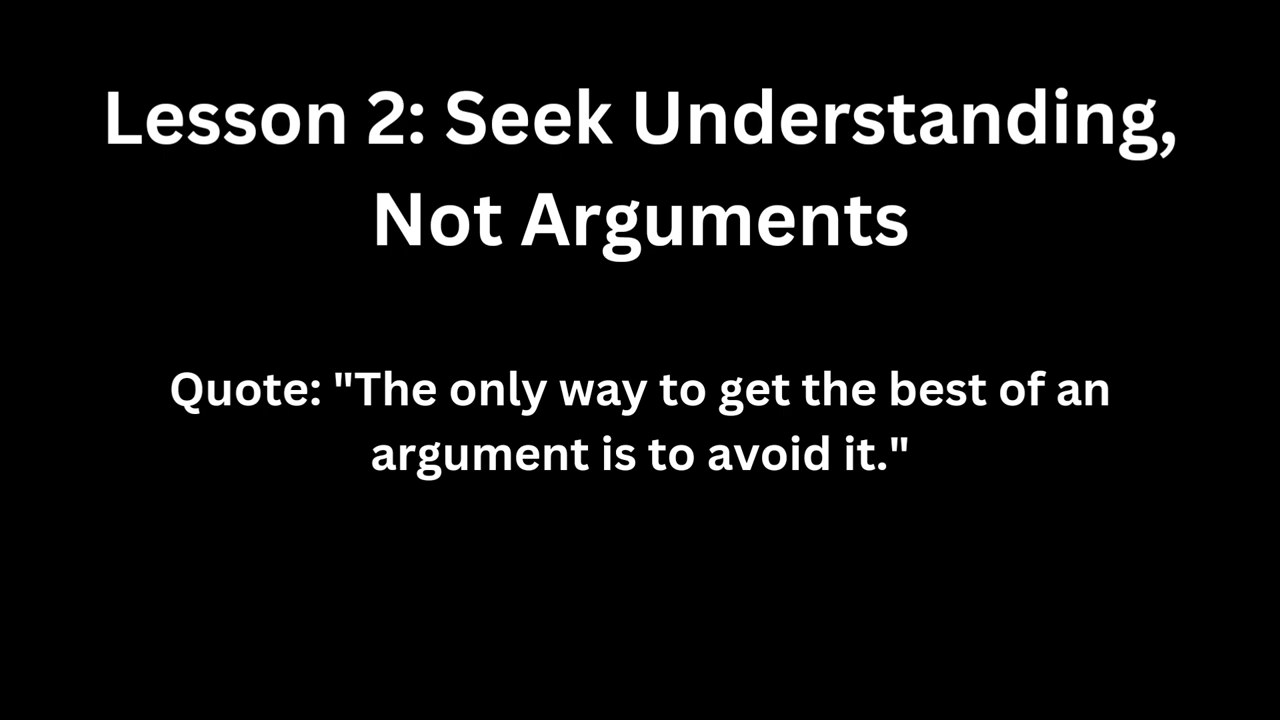 Lesson 2: Seek Understanding,
Not Arguments
Quote: "The only way to get the best of an
argument is to avoid it."